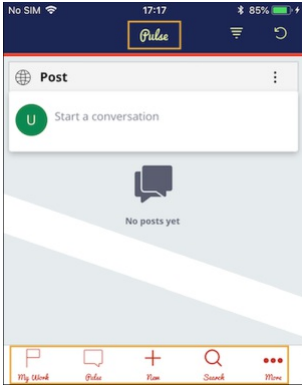 No SIM 17:17 85%
Pulse
Post
U Start a conversation
No posts yet
My Work Pulse New Search More